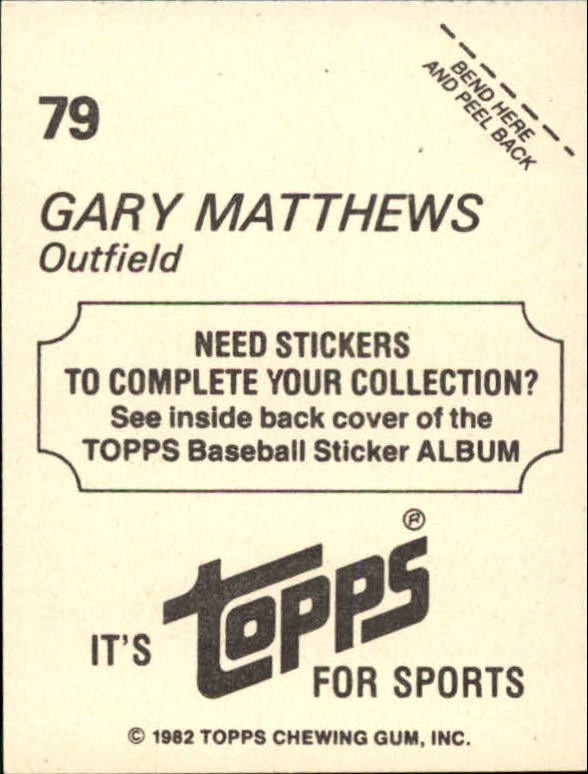 BEND HERE
AND PEEL BACK
79
GARY MATTHEWS
Outfield
NEED STICKERS
TO COMPLETE YOUR COLLECTION?
See inside back cover of the
TOPPS Baseball Sticker ALBUM
®
IT'S topps
FOR SPORTS
© 1982 TOPPS CHEWING GUM, INC.